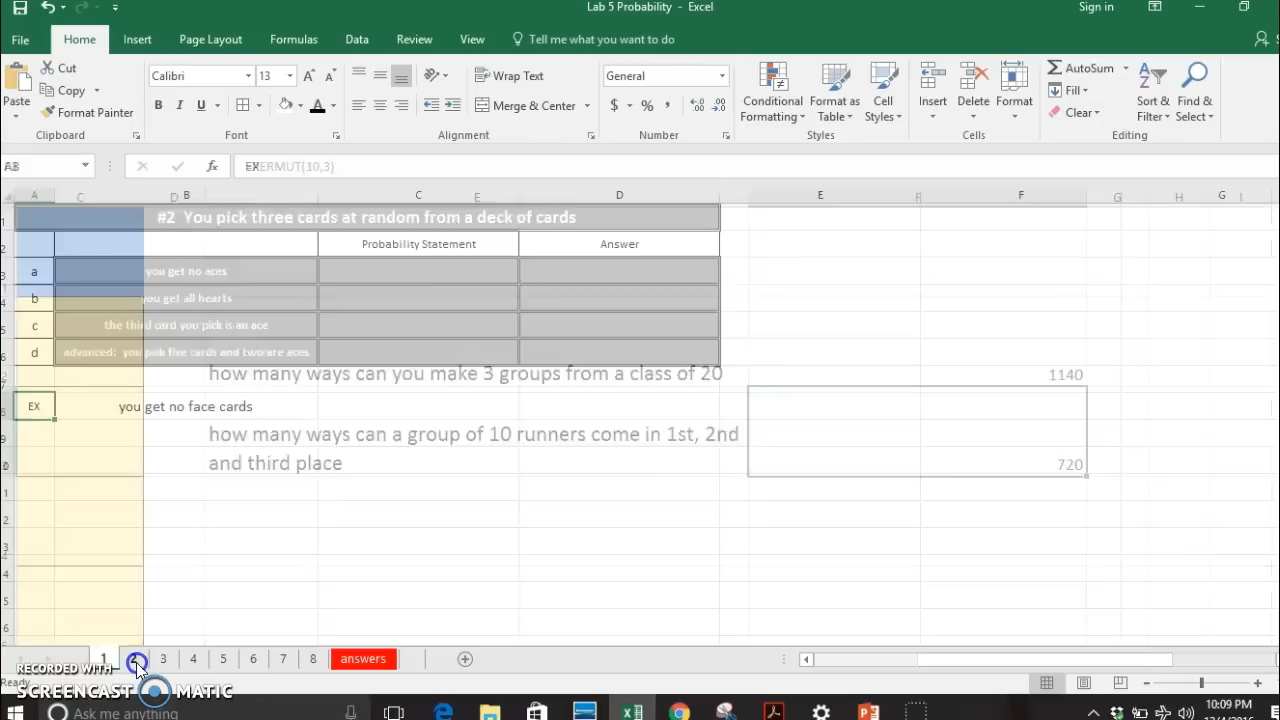 Lab 5 Probability - Excel
Sign in
File Home Insert Page Layout Formulas Data Review View Tell me what you want to do
Paste
Cut
Copy
Format Painter
Calibri 13
B I U A
Wrap Text
Merge & Center
General
$ % ,
Conditional Formatting
Format as Table
Cell Styles
Insert
Delete
Format
AutoSum
Fill
Clear
Sort & Filter
Find & Select
Clipboard Font Alignment Number Styles Cells Editing
fx
ERMUT(10,3)
A B C D E F G
C D E F G H I
#2 You pick three cards at random from a deck of cards
Probability Statement Answer
a you get no aces
b you get all hearts
c the third card you pick is an ace
d advanced: you pick five cards and two are aces
how many ways can you make 3 groups from a class of 20 1140
EX you get no face cards
how many ways can a group of 10 runners come in 1st, 2nd
and third place 720
1 2 3 4 5 6 7 8 answers
RECORDED WITH
SCREENCAST MATIC
Ready
Ask me anything
10:09 PM